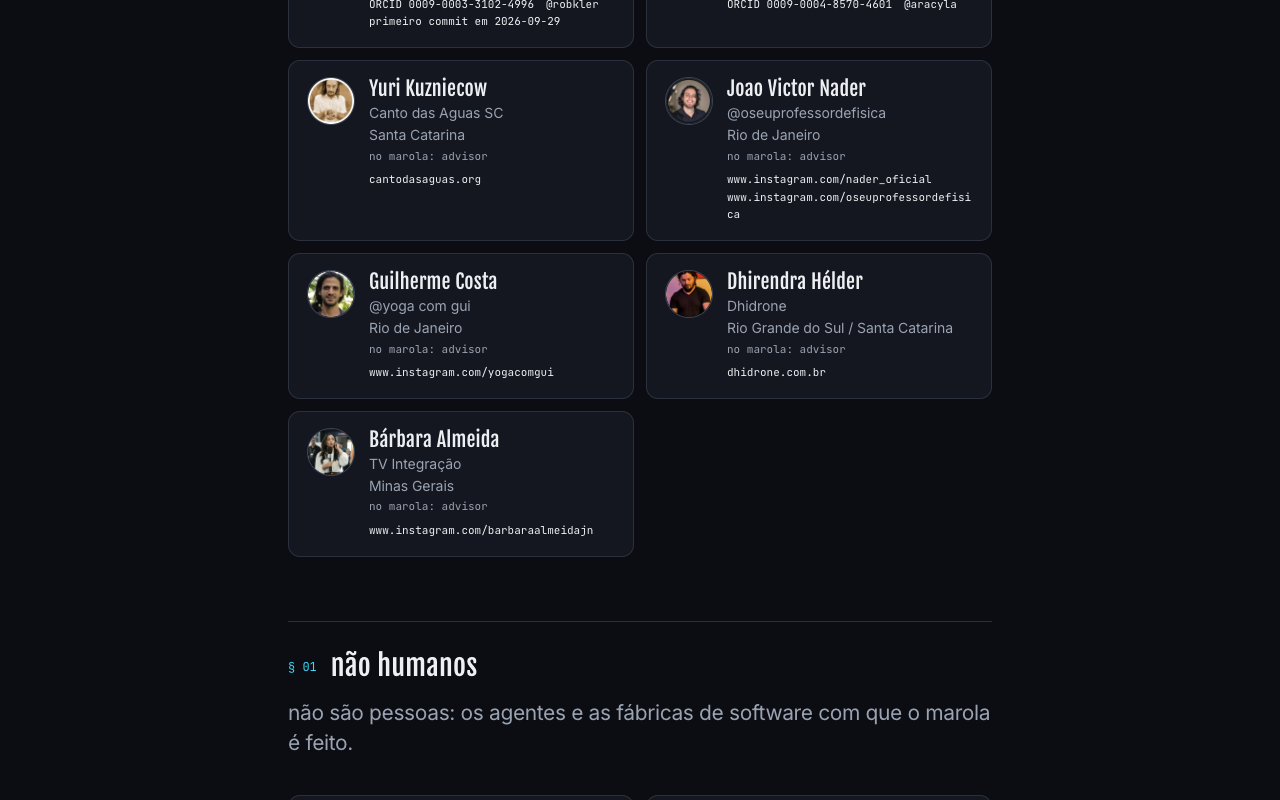 ORCID 0009-0003-3102-4996 @robkler
primeiro commit em 2026-09-29
ORCID 0009-0004-8570-4601 @aracyla
Yuri Kuzniecow
Canto das Aguas SC
Santa Catarina
no marola: advisor
cantodasaguas.org
Joao Victor Nader
@oseuprofessordefisica
Rio de Janeiro
no marola: advisor
www.instagram.com/nader_oficial
www.instagram.com/oseuprofessordefisi
ca
Guilherme Costa
@yoga com gui
Rio de Janeiro
no marola: advisor
www.instagram.com/yogacomgui
Dhirendra Hélder
Dhidrone
Rio Grande do Sul / Santa Catarina
no marola: advisor
dhidrone.com.br
Bárbara Almeida
TV Integração
Minas Gerais
no marola: advisor
www.instagram.com/barbaraalmeidajn
§ 01 não humanos
não são pessoas: os agentes e as fábricas de software com que o marola
é feito.